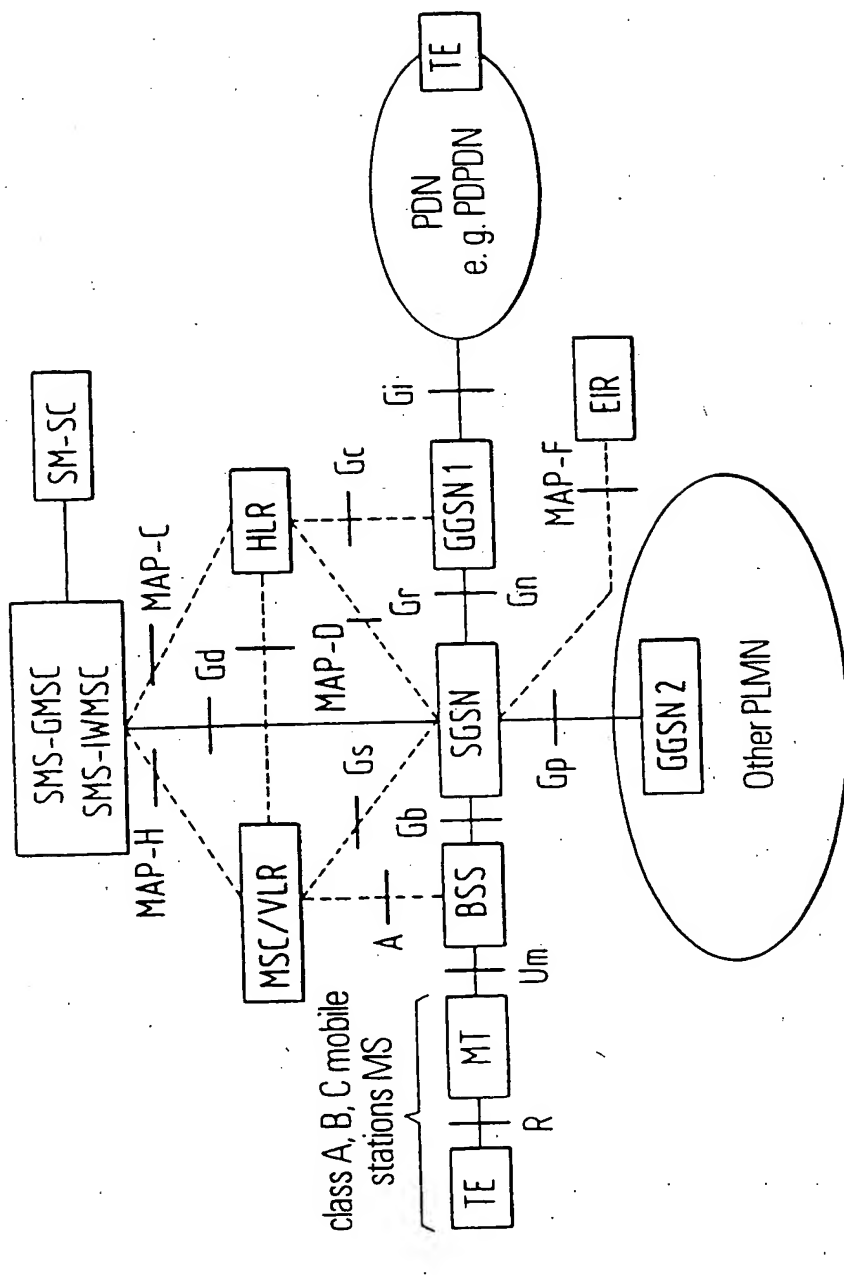 SMS-GMSC
SMS-IWMSC
SM-SC
MAP-H
MAP-C
Gd
MSC/VLR
HLR
class A, B, C mobile
stations MS
A
Gs
MAP-D
Gr
Gc
TE
R
MT
Um
BSS
Gb
SGSN
Gn
GGSN 1
Gi
PDN
e. g. PDPDN
TE
Gp
MAP-F
EIR
GGSN 2
Other PLMN